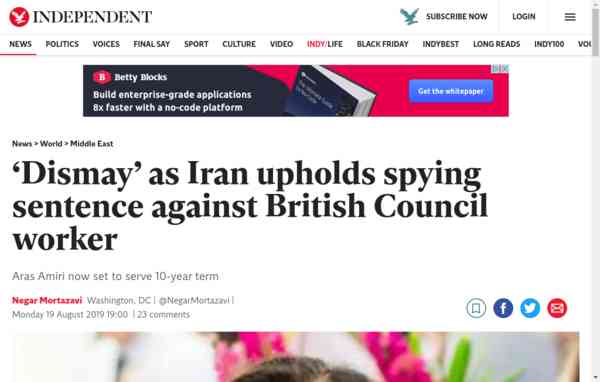 INDEPENDENT
SUBSCRIBE NOW
LOGIN
NEWS POLITICS VOICES FINAL SAY SPORT CULTURE VIDEO INDY/LIFE BLACK FRIDAY INDYBEST LONG READS INDY100 VOU
B Betty Blocks
Build enterprise-grade applications
8x faster with a no-code platform
Get the whitepaper
News > World > Middle East
‘Dismay’ as Iran upholds spying
sentence against British Council
worker
Aras Amiri now set to serve 10-year term
Negar Mortazavi Washington, DC | @NegarMortazavi |
Monday 19 August 2019 19:00 | 23 comments